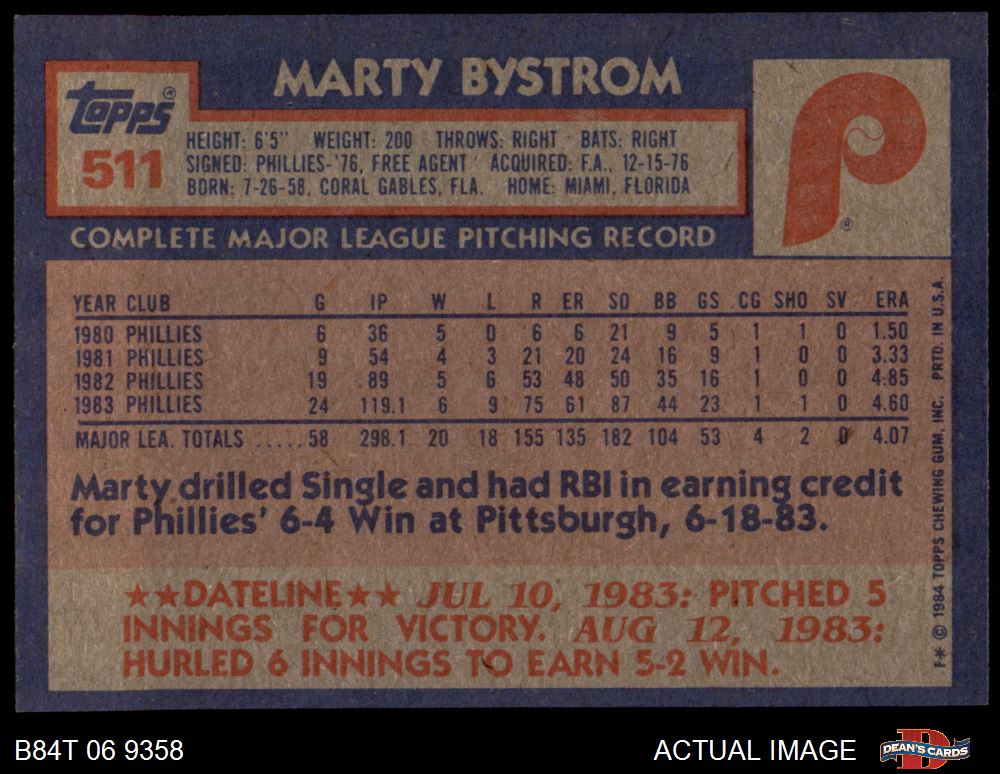 MARTY BYSTROM
TOPPS®
511
HEIGHT: 6'5" WEIGHT: 200 THROWS: RIGHT BATS: RIGHT
SIGNED: PHILLIES-'76, FREE AGENT ACQUIRED: F.A., 12-15-76
BORN: 7-26-58, CORAL GABLES, FLA. HOME: MIAMI, FLORIDA
P
®
COMPLETE MAJOR LEAGUE PITCHING RECORD
YEAR CLUB G IP W L R ER SO BB GS CG SHO SV ERA
1980 PHILLIES 6 36 5 0 6 6 21 9 5 1 1 0 1.50
1981 PHILLIES 9 54 4 3 21 20 24 16 9 1 0 0 3.33
1982 PHILLIES 19 89 5 6 53 48 50 35 16 1 0 0 4.85
1983 PHILLIES 24 119.1 6 9 75 61 87 44 23 1 1 0 4.60
MAJOR LEA. TOTALS .....58 298.1 20 18 155 135 182 104 53 4 2 0 4.07
Marty drilled Single and had RBI in earning credit
for Phillies' 6-4 Win at Pittsburgh, 6-18-83.
★★DATELINE★★ JUL 10, 1983: PITCHED 5
INNINGS FOR VICTORY. AUG 12, 1983:
HURLED 6 INNINGS TO EARN 5-2 WIN.
F* © 1984 TOPPS CHEWING GUM, INC. PRTD. IN U.S.A.
B84T 06 9358
ACTUAL IMAGE
DEAN'S CARDS